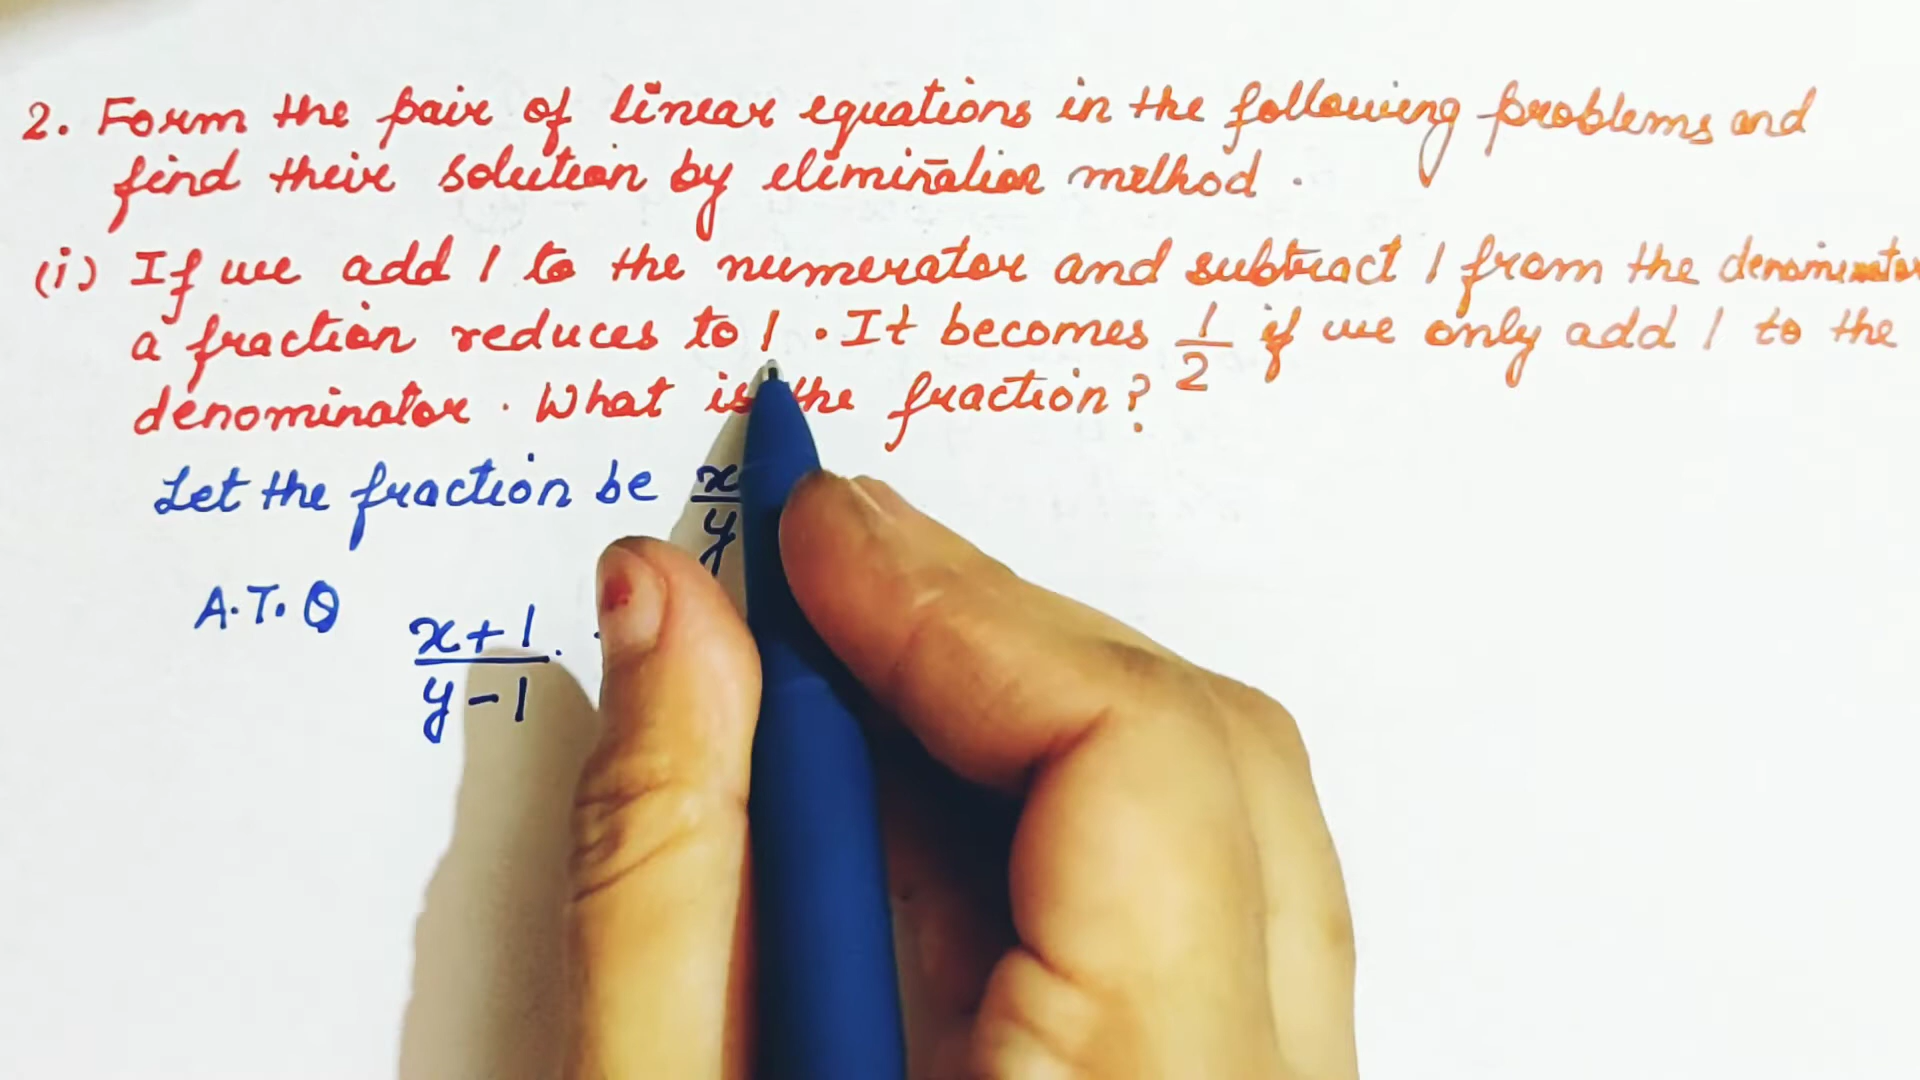 2. Form the pair of linear equations in the following problems and
find their solution by elimination method.
(i) If we add 1 to the numerator and subtract 1 from the denominator
a fraction reduces to 1. It becomes 1/2 if we only add 1 to the
denominator. What is the fraction?
Let the fraction be x/y
A.T.Q
x+1/y-1